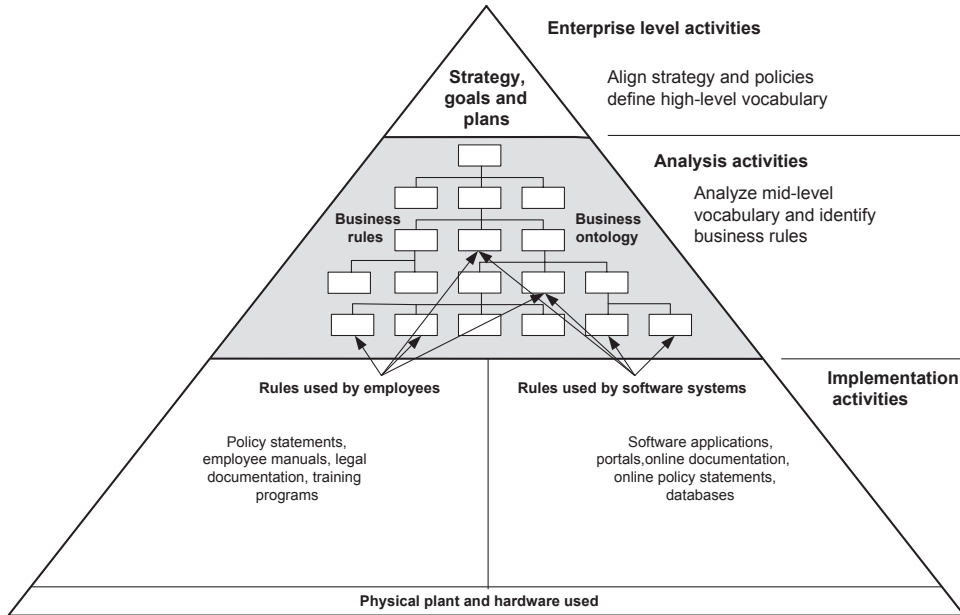 Enterprise level activities
Strategy,
goals and
plans
Align strategy and policies
define high-level vocabulary
Analysis activities
Analyze mid-level
vocabulary and identify
business rules
Business
rules
Business
ontology
Implementation
activities
Rules used by employees
Rules used by software systems
Policy statements,
employee manuals, legal
documentation, training
programs
Software applications,
portals,online documentation,
online policy statements,
databases
Physical plant and hardware used